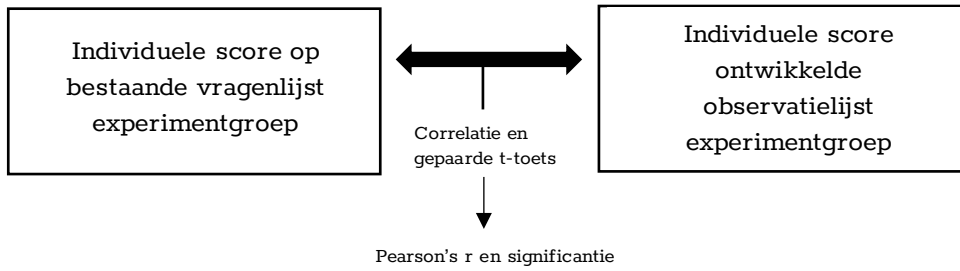 Individuele score op
bestaande vragenlijst
experimentgroep
Individuele score
ontwikkelde
observatielijst
experimentgroep
Correlatie en
gepaarde t-toets
Pearson's r en significantie